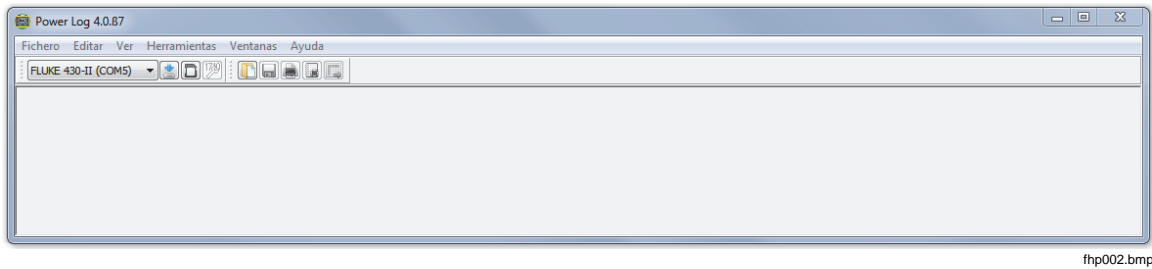 Power Log 4.0.87
Fichero Editar Ver Herramientas Ventanas Ayuda
FLUKE 430-II (COM5)
fhp002.bmp